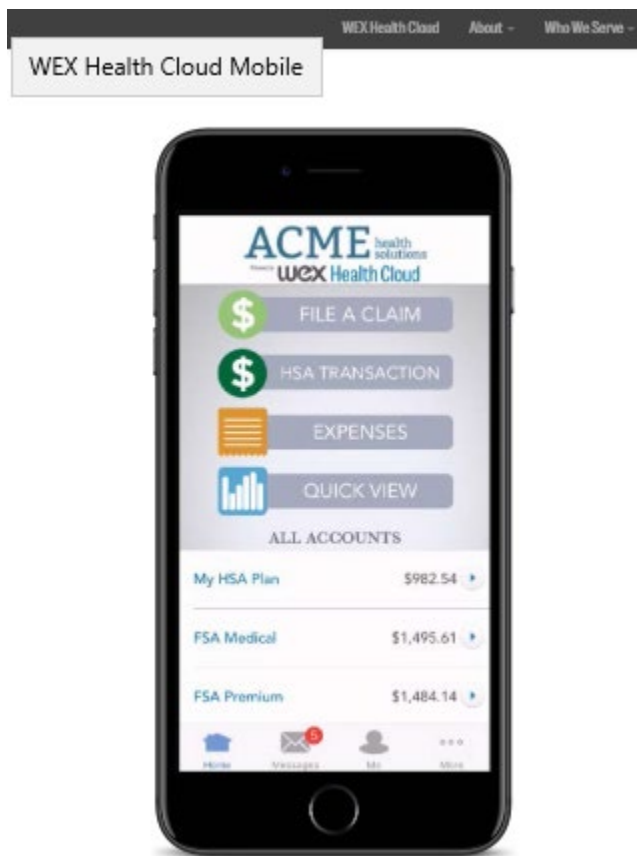 WEX Health Cloud About Who We Serve
WEX Health Cloud Mobile
ACME health solutions
Powered by wex Health Cloud
$ FILE A CLAIM
$ HSA TRANSACTION
EXPENSES
QUICK VIEW
ALL ACCOUNTS
My HSA Plan $982.54
FSA Medical $1,495.61
FSA Premium $1,484.14
5
Home Messages Me More